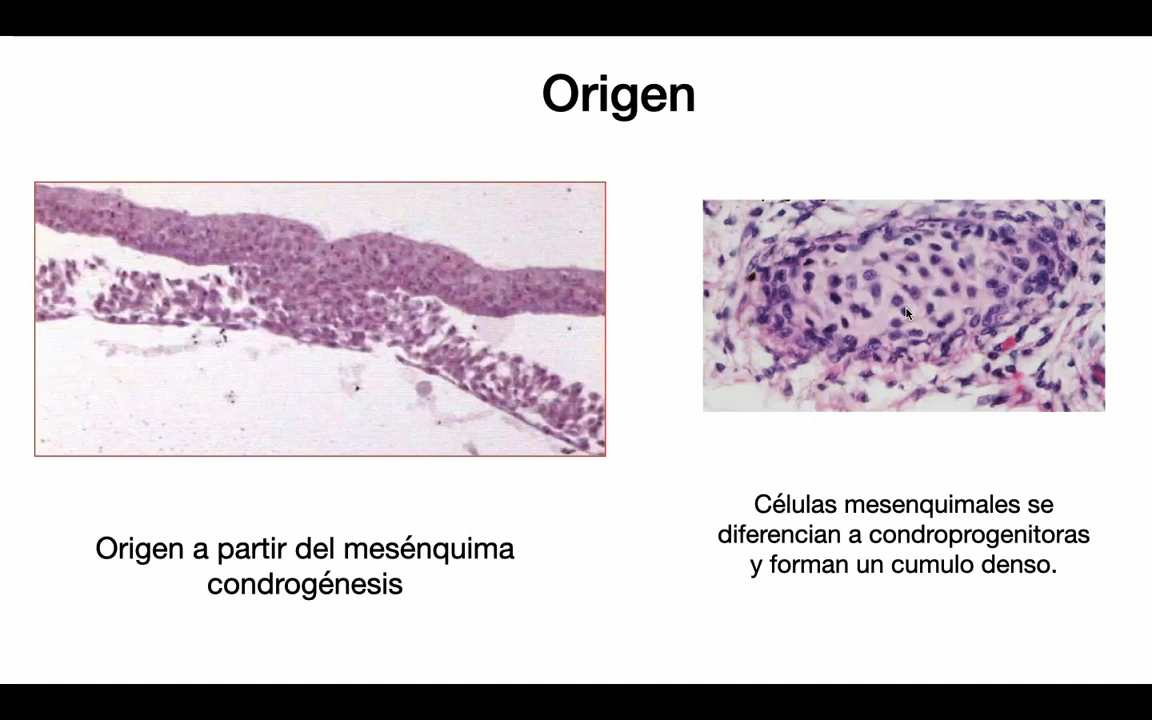 Origen
Origen a partir del mesénquima
condrogénesis
Células mesenquimales se
diferencian a condroprogenitoras
y forman un cumulo denso.